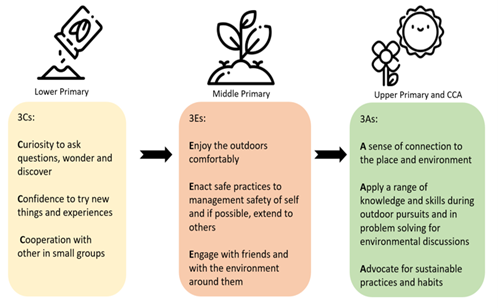 Lower Primary
3Cs:
Curiosity to ask
questions, wonder and
discover
Confidence to try new
things and experiences
Cooperation with
other in small groups
Middle Primary
3Es:
Enjoy the outdoors
comfortably
Enact safe practices to
management safety of self
and if possible, extend to
others
Engage with friends and
with the environment
around them
Upper Primary and CCA
3As:
A sense of connection to
the place and environment
Apply a range of
knowledge and skills during
outdoor pursuits and in
problem solving for
environmental discussions
Advocate for sustainable
practices and habits